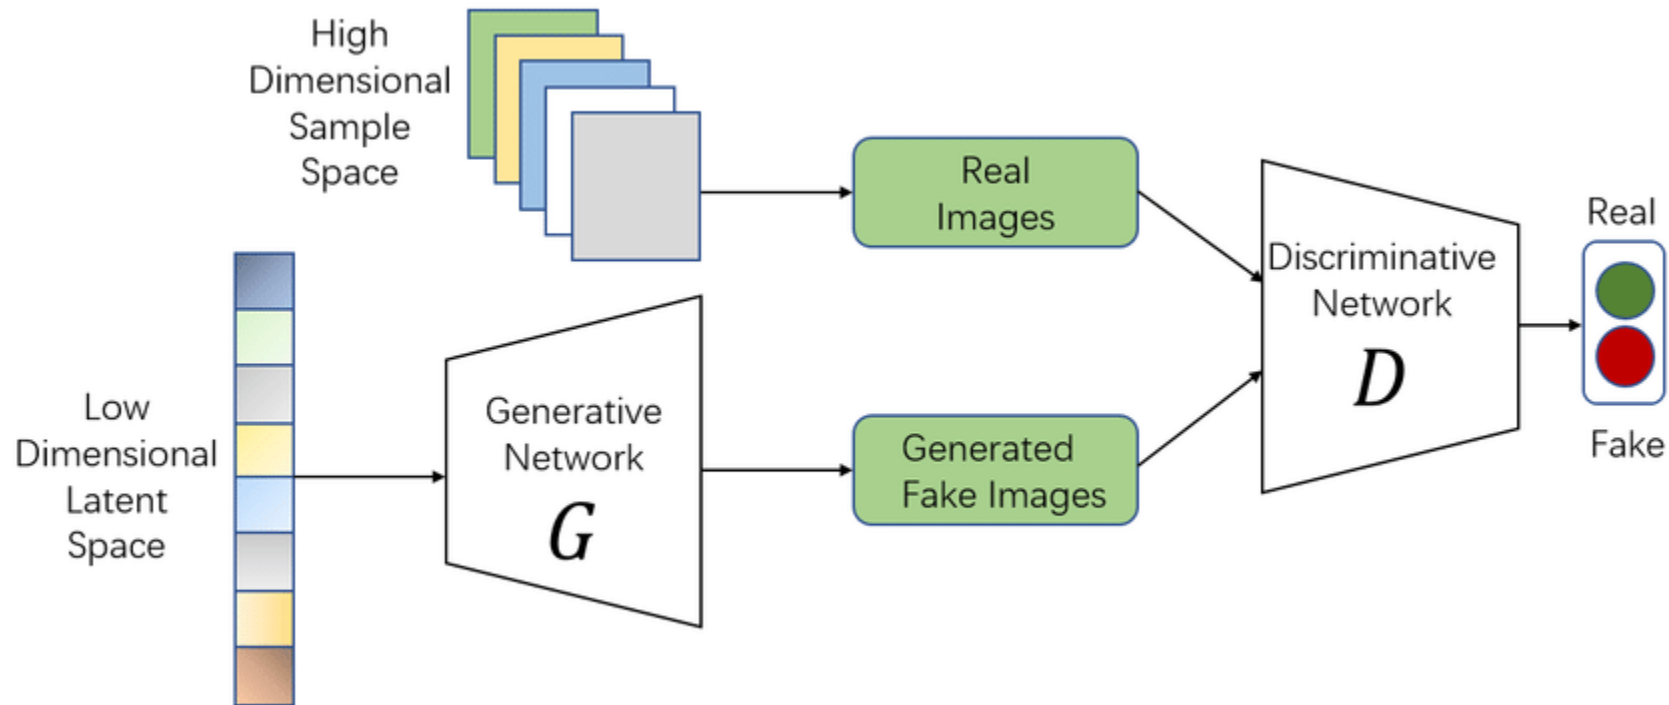 High
Dimensional
Sample
Space
Real
Images
Low
Dimensional
Latent
Space
Generative
Network
G
Generated
Fake Images
Discriminative
Network
D
Real
Fake